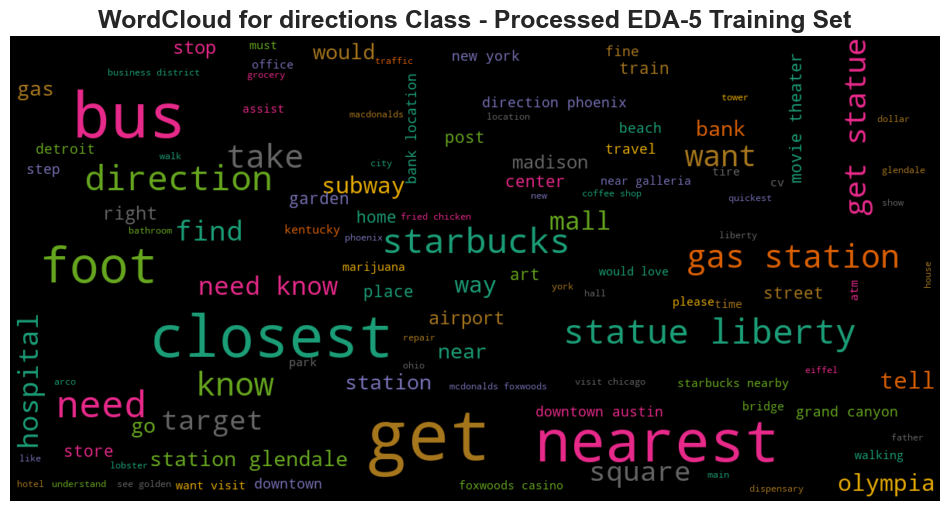 WordCloud for directions Class - Processed EDA-5 Training Set
stop
must
would
new york
fine
business district
office
traffic
train
grocery
gas
bus
assist
macdonalds
bank location
direction phoenix
location
tower
movie theater
get statue
dollar
detroit
walk
take
post
beach
bank
travel
want
step
direction
city
subway
madison
center
near galleria
tire
cv
glendale
garden
new
coffee shop
quickest
show
right
find
home
fried chicken
mall
bathroom
kentucky
phoenix
starbucks
liberty
foot
marijuana
gas station
need know
place
way
art
would love
york
hall
please
time
street
atm
house
hospital
closest
airport
near
repair
statue liberty
park
ohio
arco
know
station
mcdonalds foxwoods
visit chicago
starbucks nearby
eiffel
tell
need
go
target
get
downtown austin
bridge
grand canyon
nearest
store
station glendale
father
walking
like
lobster
square
main
hotel
understand
see golden
want visit
downtown
foxwoods casino
dispensary
olympia